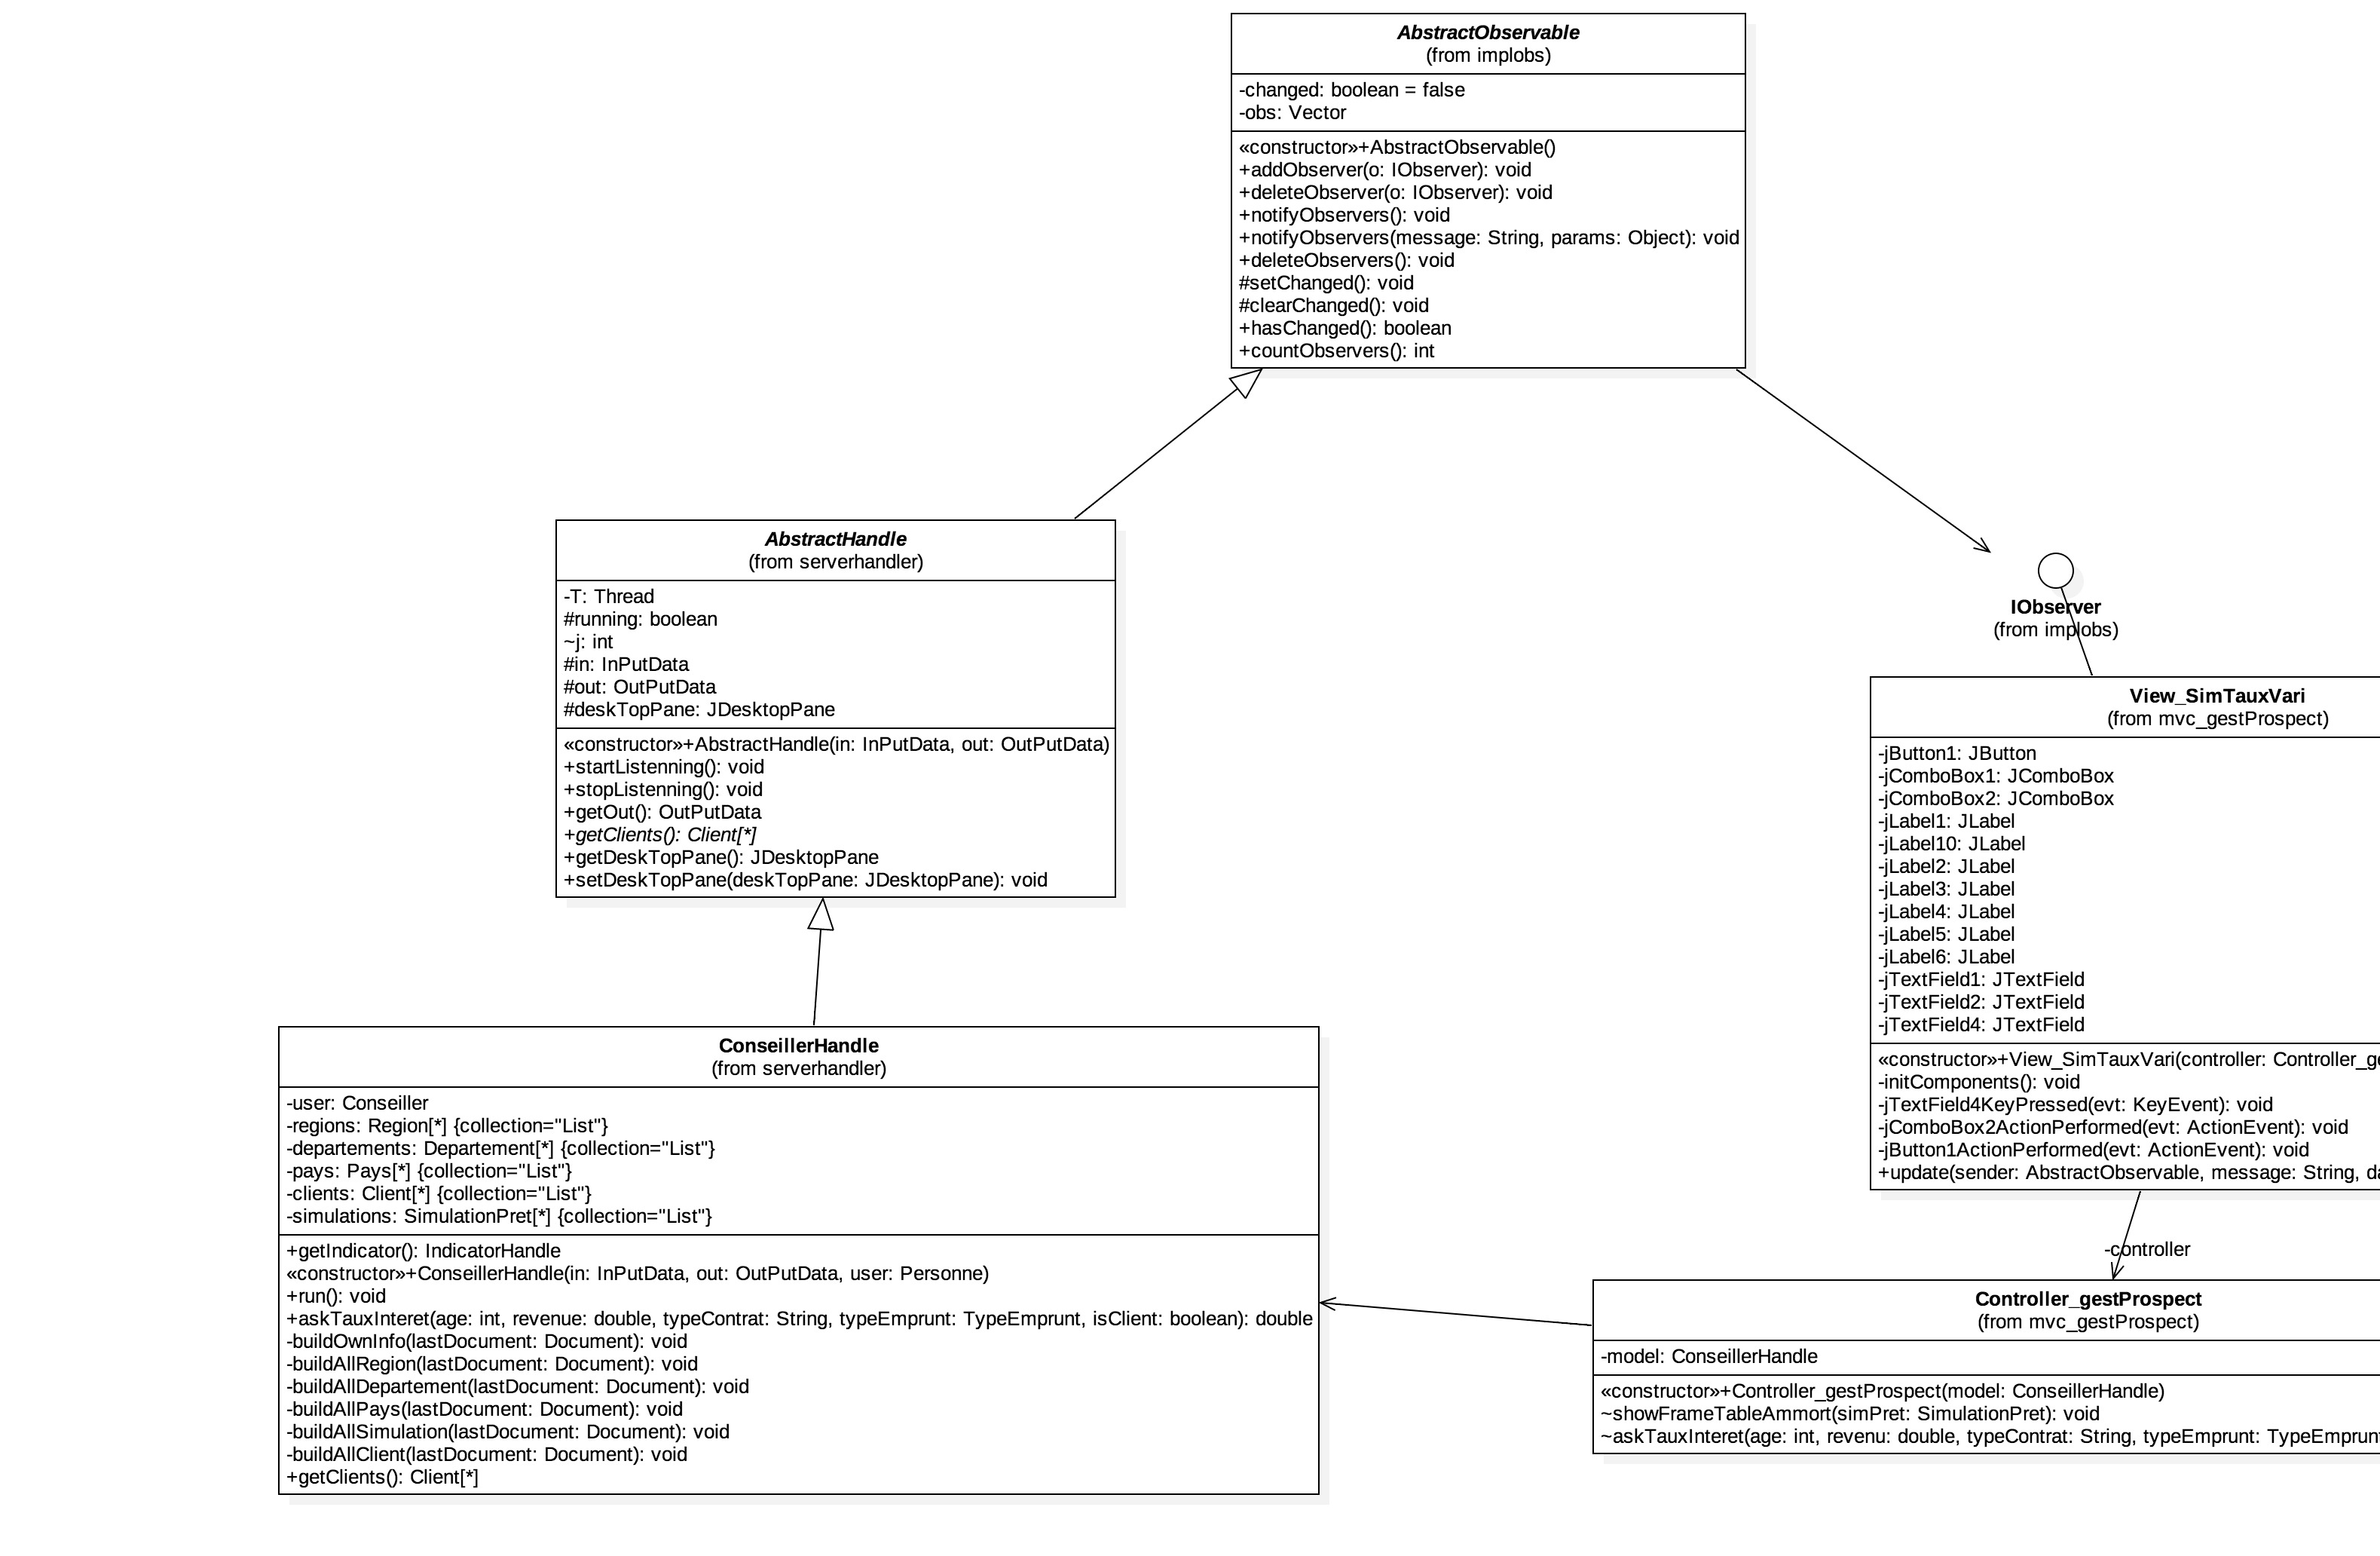 AbstractObservable
(from implobs)
-changed: boolean = false
-obs: Vector
«constructor»+AbstractObservable()
+addObserver(o: IObserver): void
+deleteObserver(o: IObserver): void
+notifyObservers(): void
+notifyObservers(message: String, params: Object): void
+deleteObservers(): void
#setChanged(): void
#clearChanged(): void
+hasChanged(): boolean
+countObservers(): int
AbstractHandle
(from serverhandler)
-T: Thread
#running: boolean
~j: int
#in: InPutData
#out: OutPutData
#deskTopPane: JDesktopPane
«constructor»+AbstractHandle(in: InPutData, out: OutPutData)
+startListenning(): void
+stopListenning(): void
+getOut(): OutPutData
+getClients(): Client[*]
+getDeskTopPane(): JDesktopPane
+setDeskTopPane(deskTopPane: JDesktopPane): void
IObserver
(from implobs)
View_SimTauxVari
(from mvc_gestProspect)
-jButton1: JButton
-jComboBox1: JComboBox
-jComboBox2: JComboBox
-jLabel1: JLabel
-jLabel10: JLabel
-jLabel2: JLabel
-jLabel3: JLabel
-jLabel4: JLabel
-jLabel5: JLabel
-jLabel6: JLabel
-jTextField1: JTextField
-jTextField2: JTextField
-jTextField4: JTextField
«constructor»+View_SimTauxVari(controller: Controller_ge
-initComponents(): void
-jTextField4KeyPressed(evt: KeyEvent): void
-jComboBox2ActionPerformed(evt: ActionEvent): void
-jButton1ActionPerformed(evt: ActionEvent): void
+update(sender: AbstractObservable, message: String, da
ConseillerHandle
(from serverhandler)
-user: Conseiller
-regions: Region[*] {collection="List"}
-departements: Departement[*] {collection="List"}
-pays: Pays[*] {collection="List"}
-clients: Client[*] {collection="List"}
-simulations: SimulationPret[*] {collection="List"}
+getIndicator(): IndicatorHandle
«constructor»+ConseillerHandle(in: InPutData, out: OutPutData, user: Personne)
+run(): void
+askTauxInteret(age: int, revenue: double, typeContrat: String, typeEmprunt: TypeEmprunt, isClient: boolean): double
-buildOwnInfo(lastDocument: Document): void
-buildAllRegion(lastDocument: Document): void
-buildAllDepartement(lastDocument: Document): void
-buildAllPays(lastDocument: Document): void
-buildAllSimulation(lastDocument: Document): void
-buildAllClient(lastDocument: Document): void
+getClients(): Client[*]
-controller
Controller_gestProspect
(from mvc_gestProspect)
-model: ConseillerHandle
«constructor»+Controller_gestProspect(model: ConseillerHandle)
~showFrameTableAmmort(simPret: SimulationPret): void
~askTauxInteret(age: int, revenu: double, typeContrat: String, typeEmprunt: TypeEmprunt